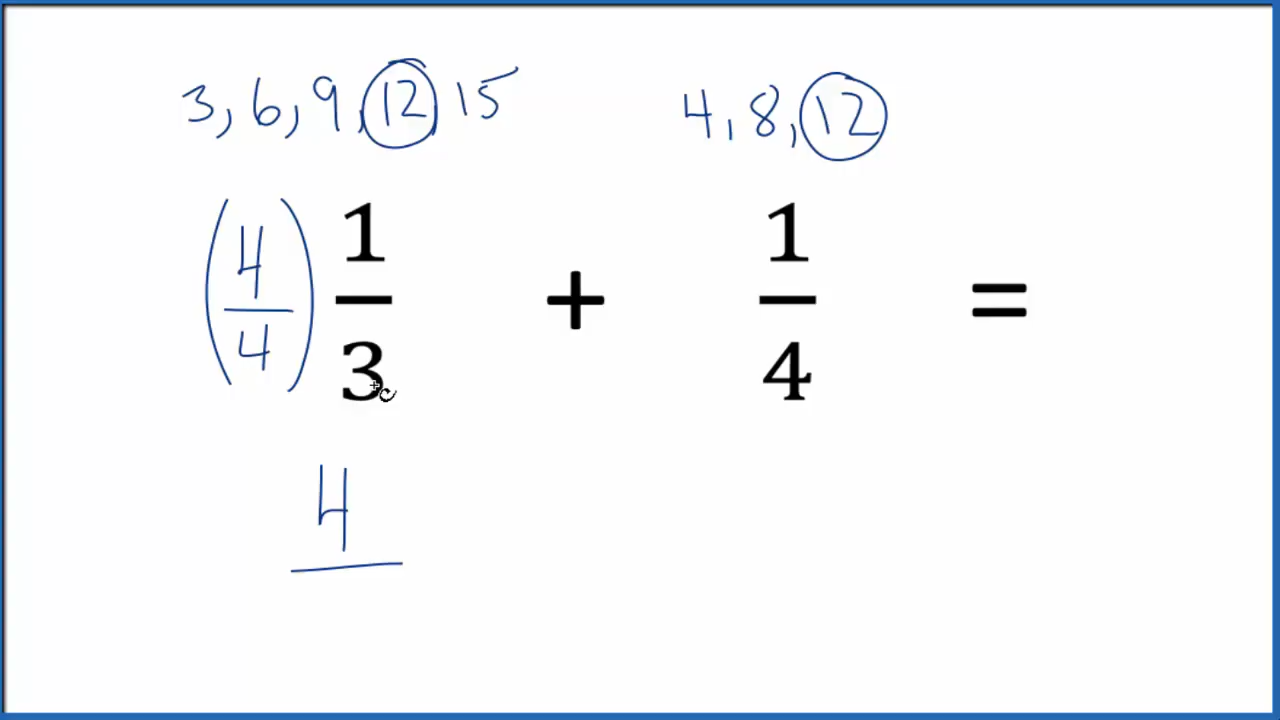 3, 6, 9, 12, 15 4, 8, 12
(4/4) 1/3 + 1/4 =
4